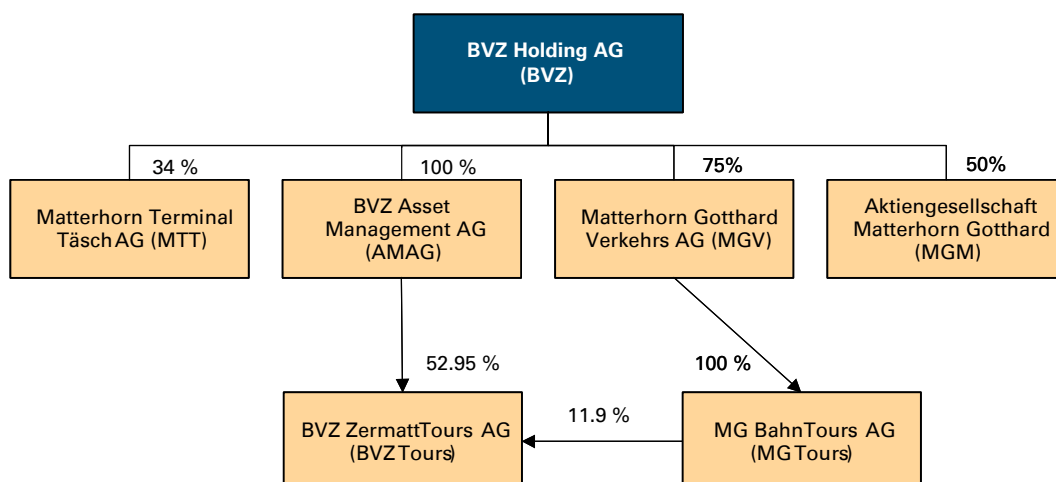 BVZ Holding AG
(BVZ)
34 %
100 %
75%
50%
Matterhorn Terminal
Täsch AG (MTT)
BVZ Asset
Management AG
(AMAG)
Matterhorn Gotthard
Verkehrs AG (MGV)
Aktiengesellschaft
Matterhorn Gotthard
(MGM)
52.95 %
100 %
BVZ ZermattTours AG
(BVZ Tours)
11.9 %
MG BahnTours AG
(MG Tours)